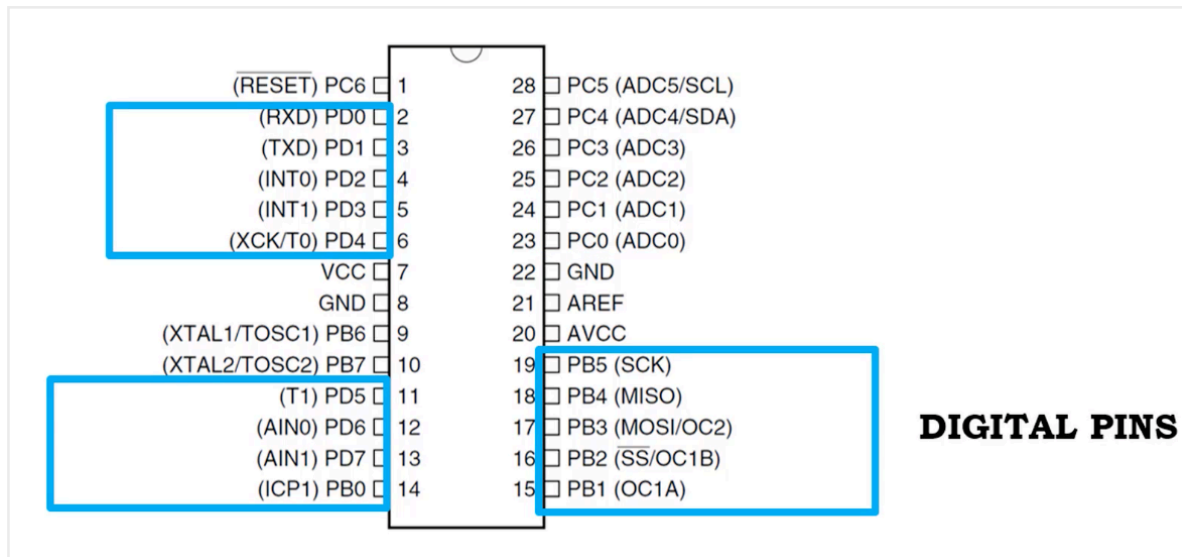 (RESET) PC6 1 28 PC5 (ADC5/SCL)
(RXD) PD0 2 27 PC4 (ADC4/SDA)
(TXD) PD1 3 26 PC3 (ADC3)
(INT0) PD2 4 25 PC2 (ADC2)
(INT1) PD3 5 24 PC1 (ADC1)
(XCK/T0) PD4 6 23 PC0 (ADC0)
VCC 7 22 GND
GND 8 21 AREF
(XTAL1/TOSC1) PB6 9 20 AVCC
(XTAL2/TOSC2) PB7 10 19 PB5 (SCK)
(T1) PD5 11 18 PB4 (MISO)
(AIN0) PD6 12 17 PB3 (MOSI/OC2)
(AIN1) PD7 13 16 PB2 (SS/OC1B)
(ICP1) PB0 14 15 PB1 (OC1A)
DIGITAL PINS